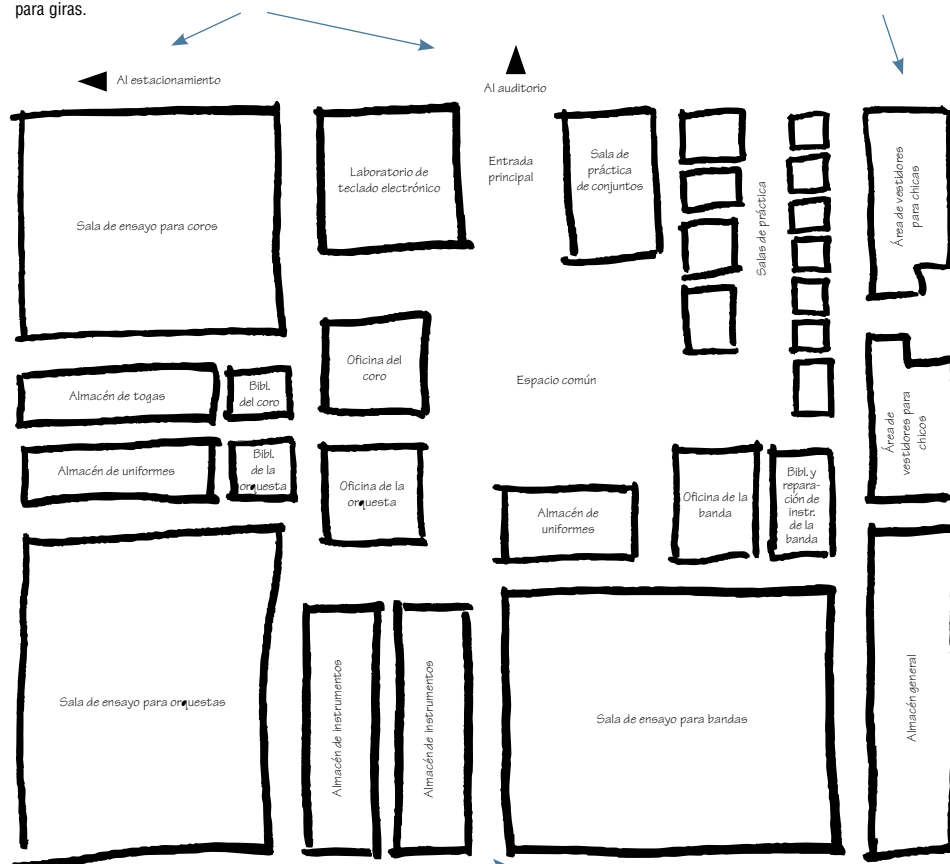 para giras.
Al estacionamiento
Al auditorio
Sala de ensayo para coros
Laboratorio de
teclado electrónico
Entrada
principal
Sala de
práctica
de conjuntos
Salas de práctica
Área de vestidores
para chicas
Almacén de togas
Bibl.
del coro
Oficina del
coro
Espacio común
Área de
vestidores para
chicos
Almacén de uniformes
Bibl.
de la
orquesta
Oficina de la
orquesta
Almacén de
uniformes
Oficina de la
banda
Bibl. y
repara-
ción de
instr.
de la
banda
Sala de ensayo para orquestas
Almacén de instrumentos
Almacén de instrumentos
Sala de ensayo para bandas
Almacén general